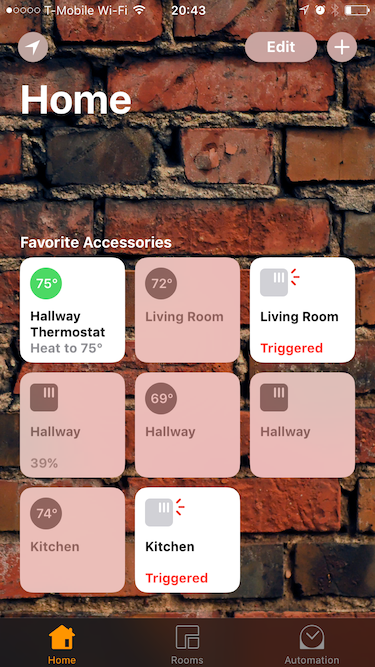 T-Mobile Wi-Fi 20:43
Edit
Home
Favorite Accessories
75°
Hallway
Thermostat
Heat to 75°
72°
Living Room
Living Room
Triggered
Hallway
39%
69°
Hallway
Hallway
74°
Kitchen
Kitchen
Triggered
Home Rooms Automation